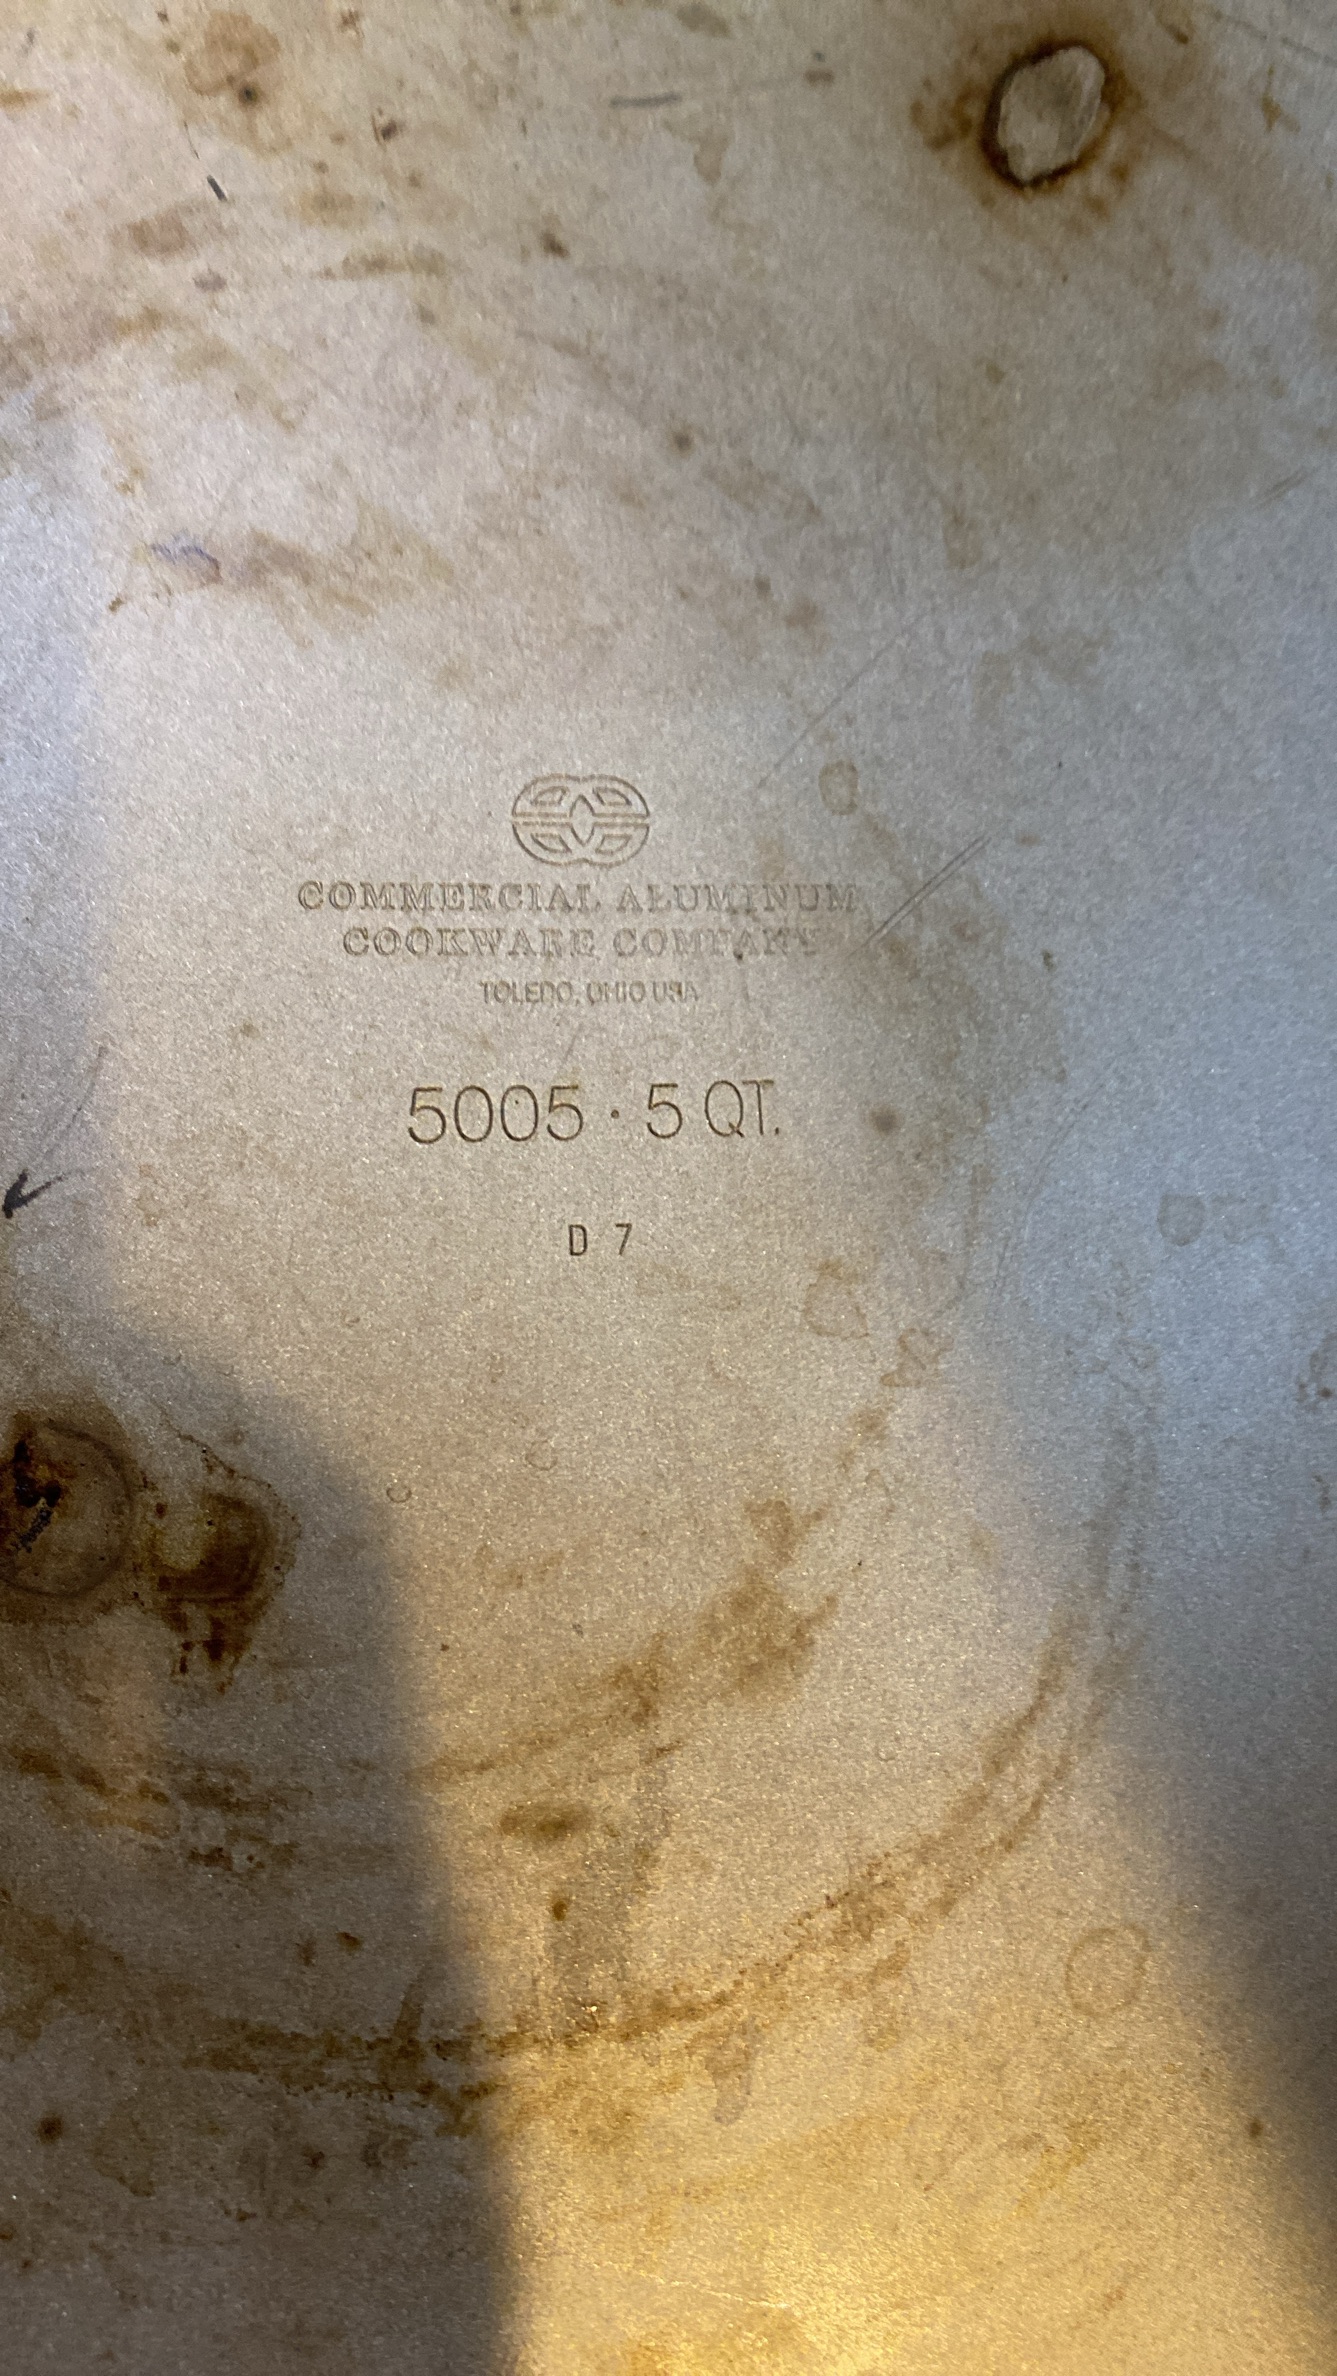 COMMERCIAL ALUMINUM
COOKWARE COMPANY
TOLEDO, OHIO USA
5005 · 5 QT.
D 7